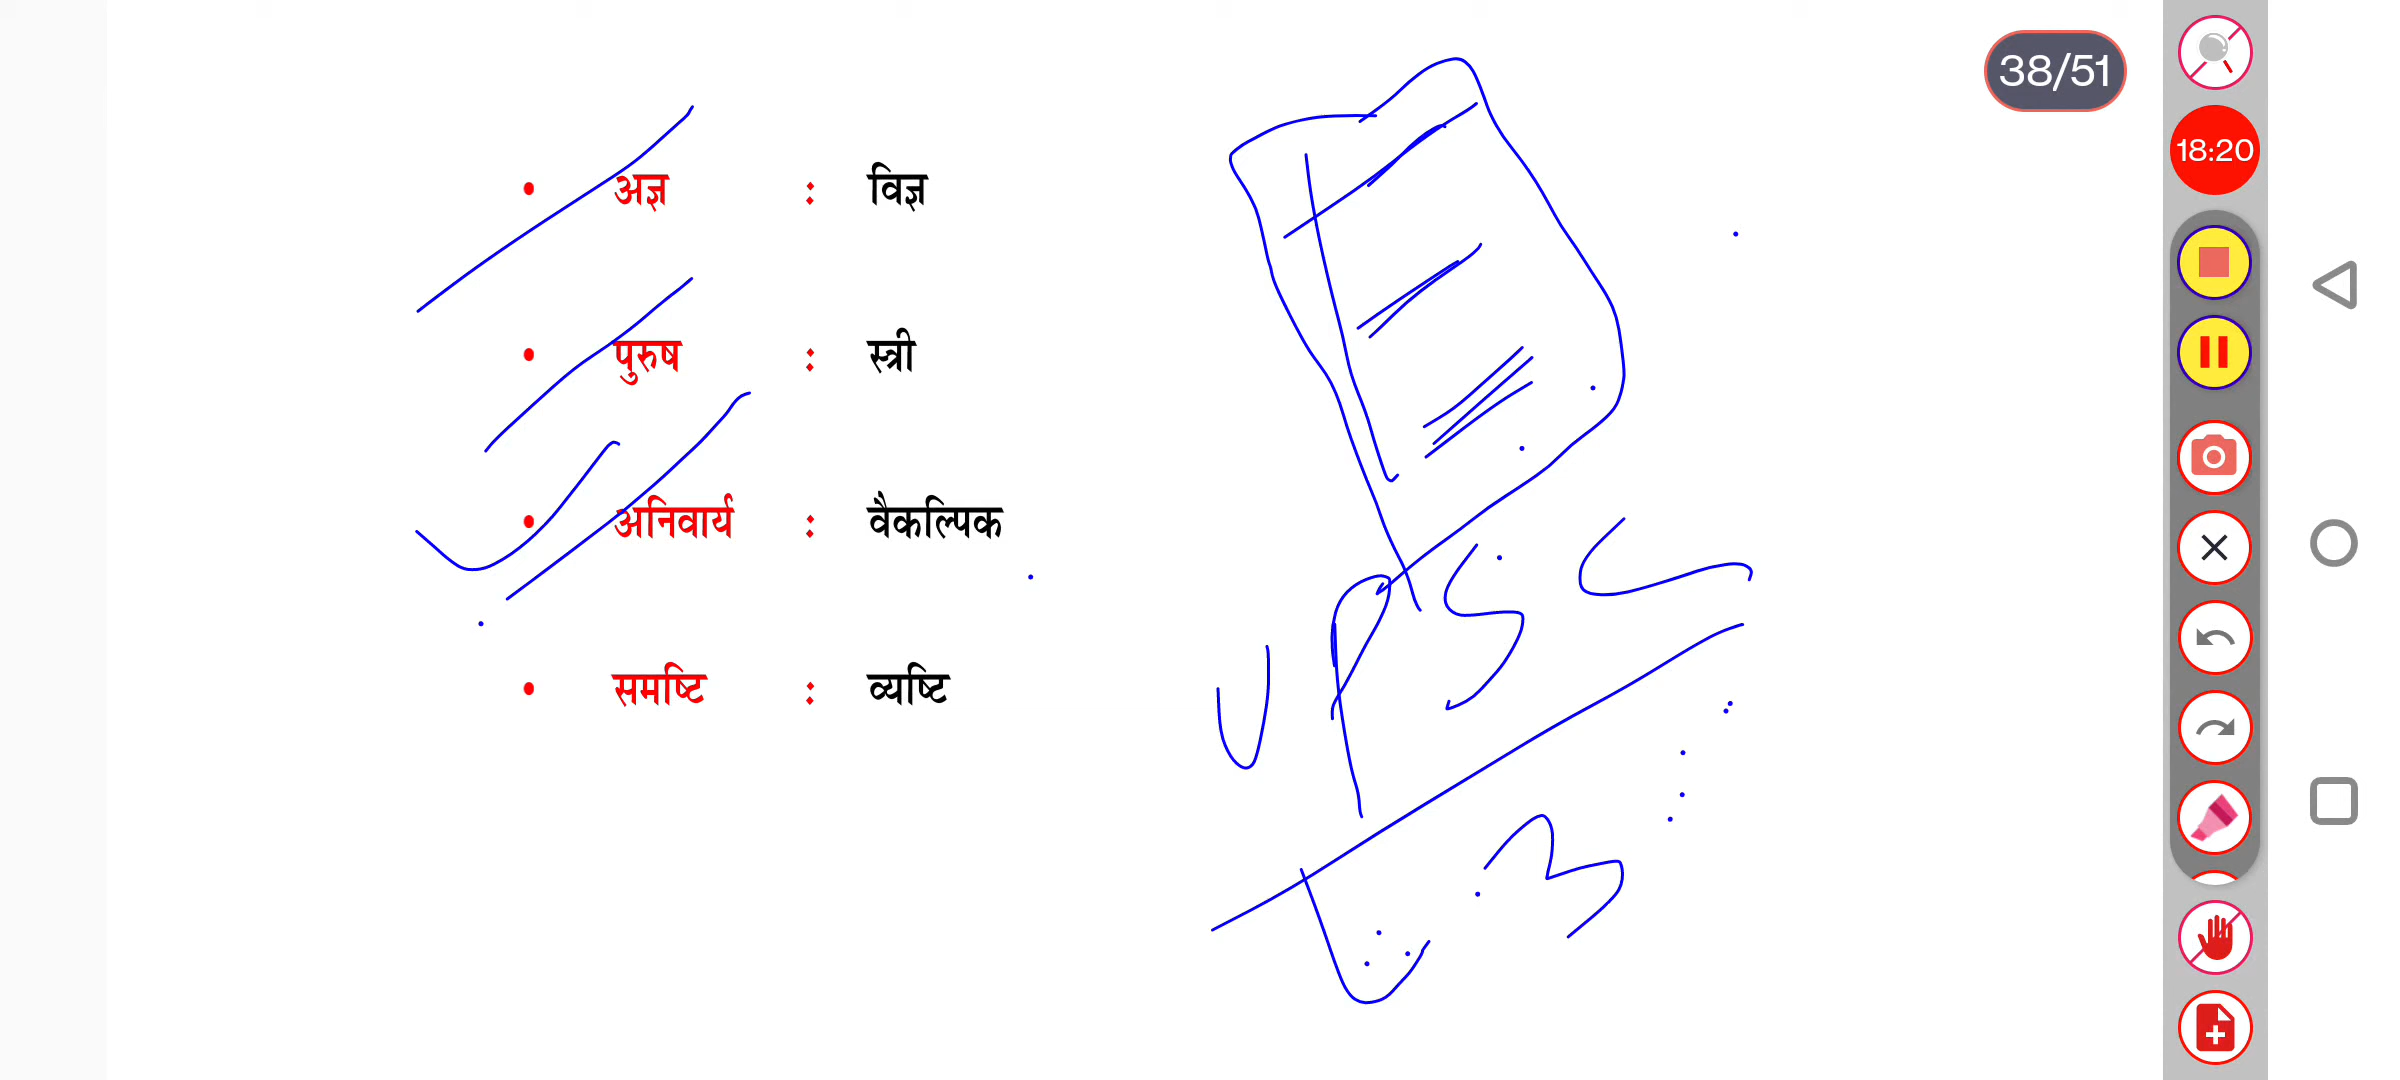 38/51
18:20
• अज्ञ : विज्ञ
• पुरुष : स्त्री
• अनिवार्य : वैकल्पिक
• समष्टि : व्यष्टि
UPSC